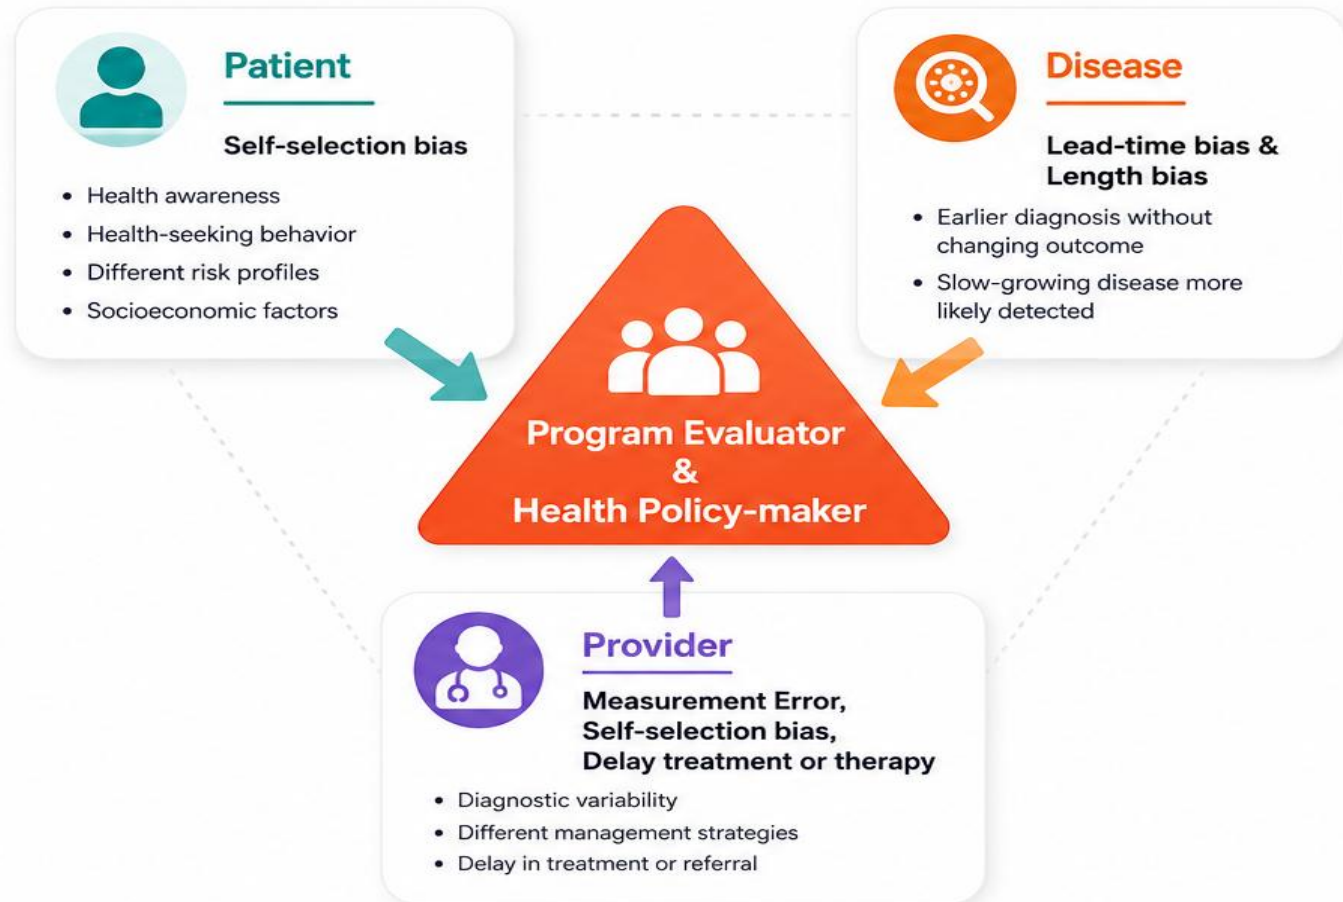 Patient
Self-selection bias
• Health awareness
• Health-seeking behavior
• Different risk profiles
• Socioeconomic factors
Disease
Lead-time bias &
Length bias
• Earlier diagnosis without
changing outcome
• Slow-growing disease more
likely detected
Program Evaluator
&
Health Policy-maker
Provider
Measurement Error,
Self-selection bias,
Delay treatment or therapy
• Diagnostic variability
• Different management strategies
• Delay in treatment or referral